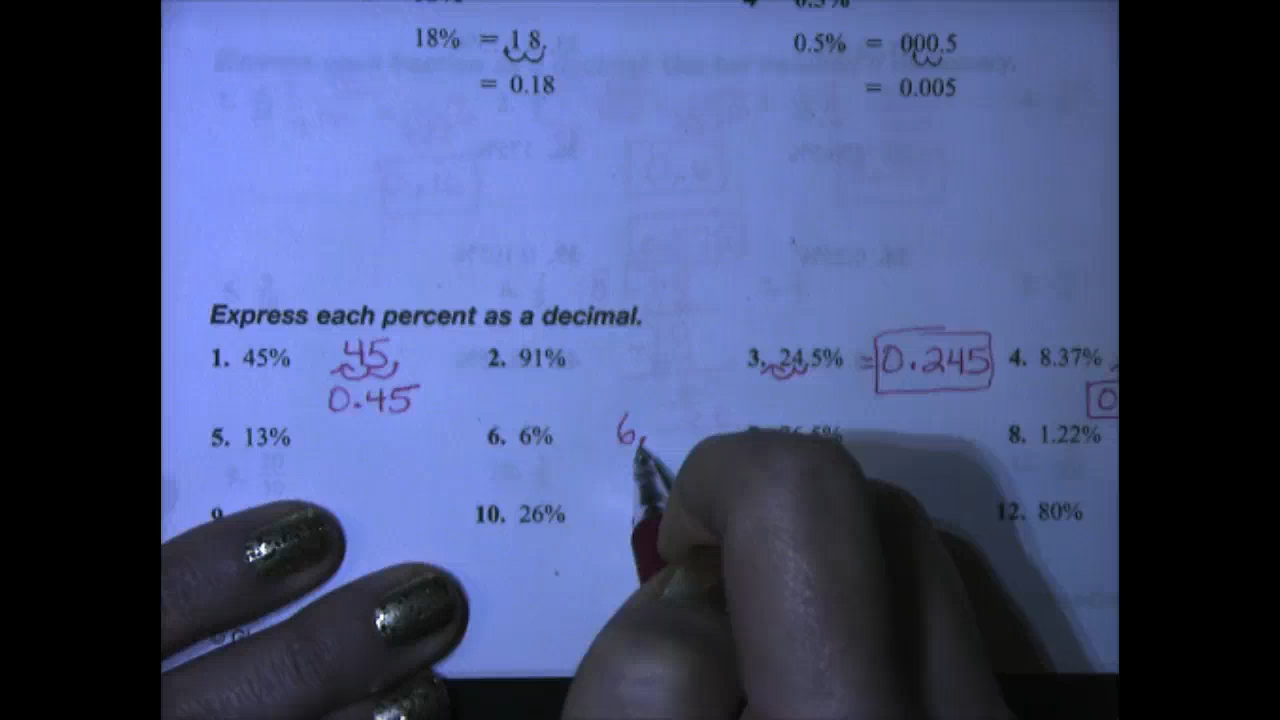 18% = 18. 0.5% = 000.5
= 0.18 = 0.005
Express each percent as a decimal.
1. 45% 45. 2. 91% 3. 24.5% = 0.245 4. 8.37%
0.45 0
5. 13% 6. 6% 6. 8. 1.22%
10. 26% 12. 80%